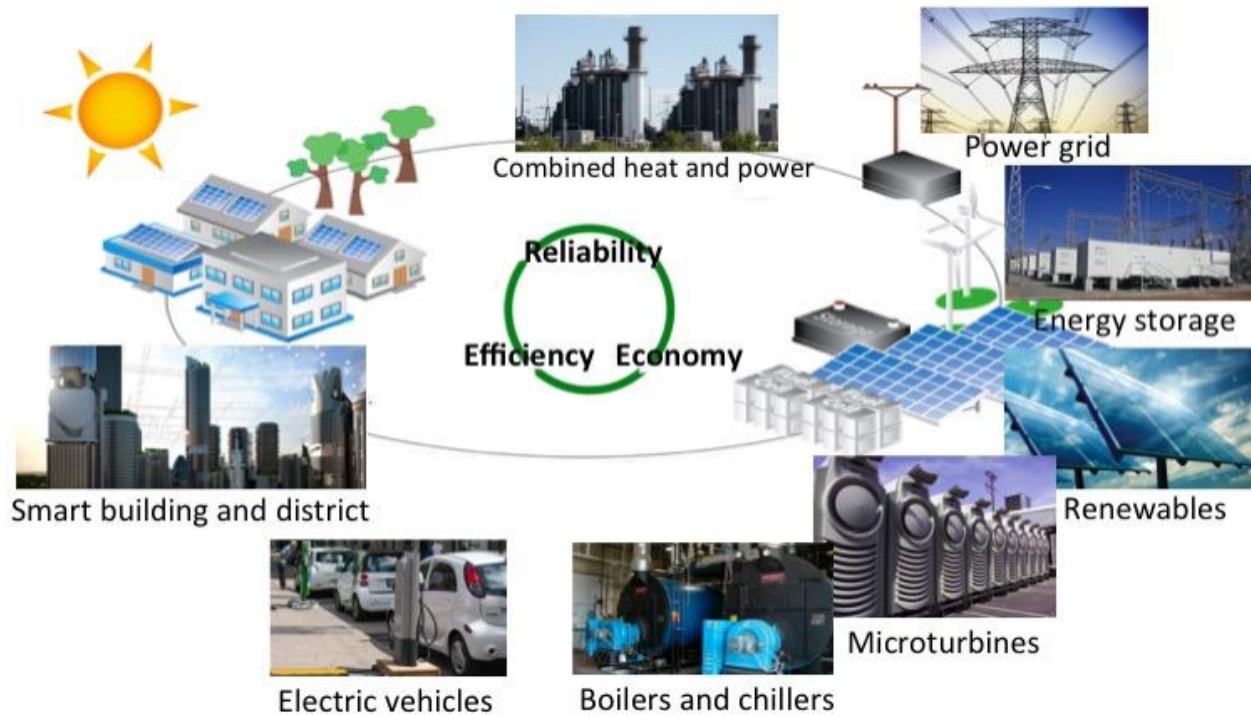 Combined heat and power
Power grid
Reliability
Efficiency
Economy
Storage
Energy storage
Smart building and district
Renewables
Microturbines
Electric vehicles
Boilers and chillers